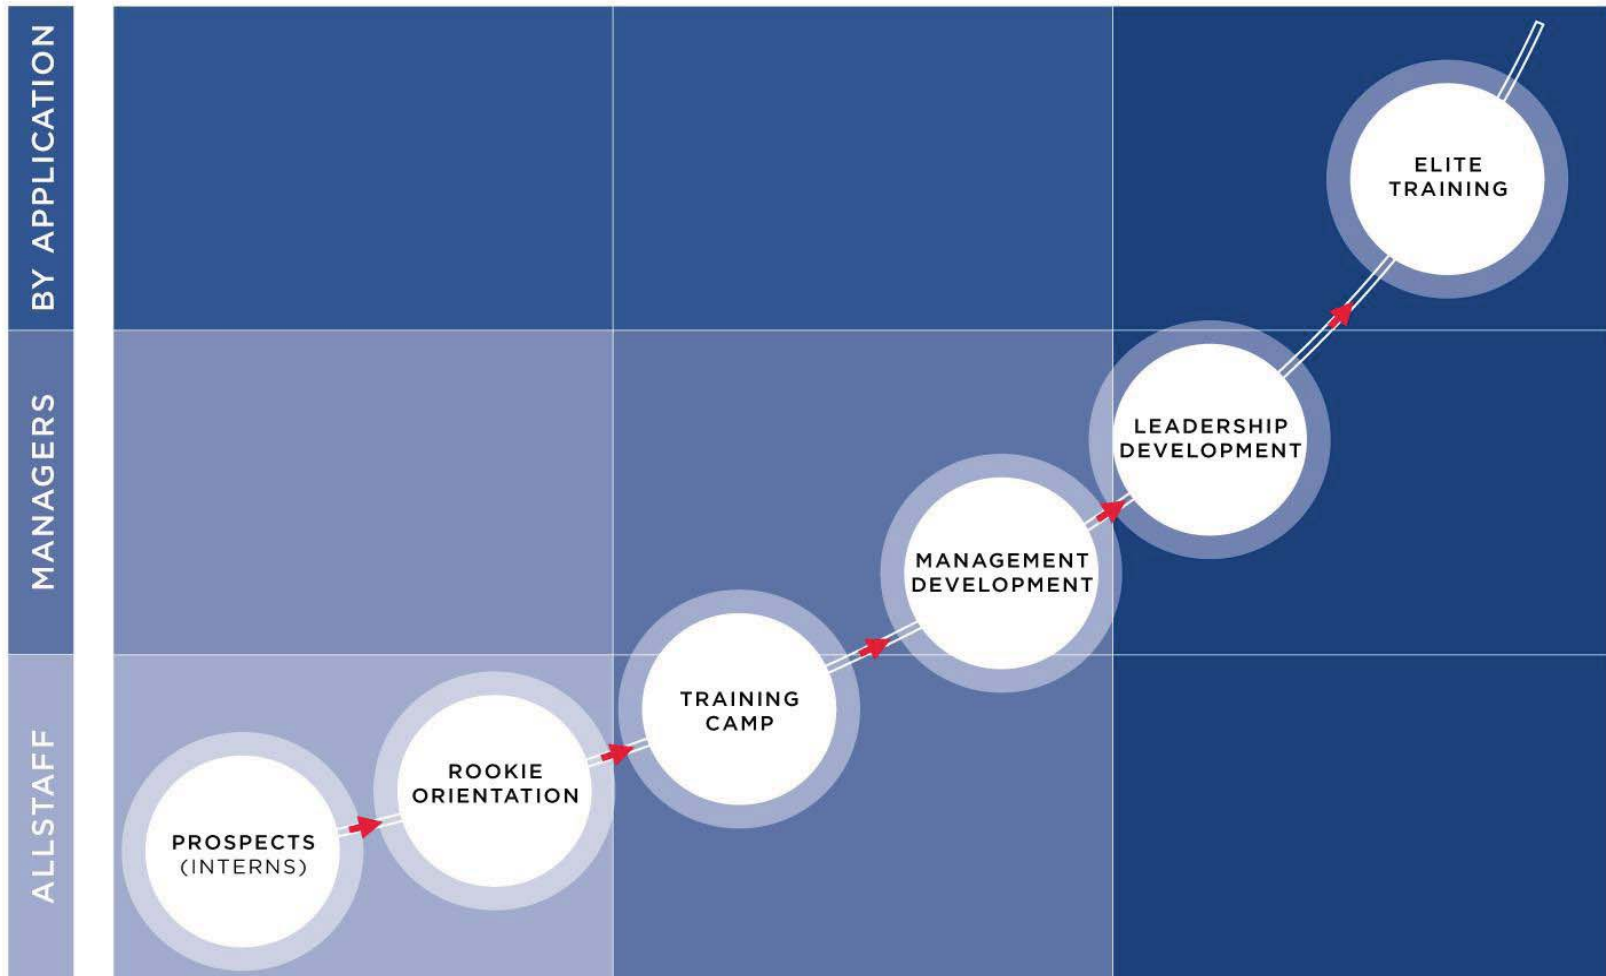 BY APPLICATION
MANAGERS
ALLSTAFF
ELITE
TRAINING
LEADERSHIP
DEVELOPMENT
MANAGEMENT
DEVELOPMENT
TRAINING
CAMP
ROOKIE
ORIENTATION
PROSPECTS
(INTERNS)